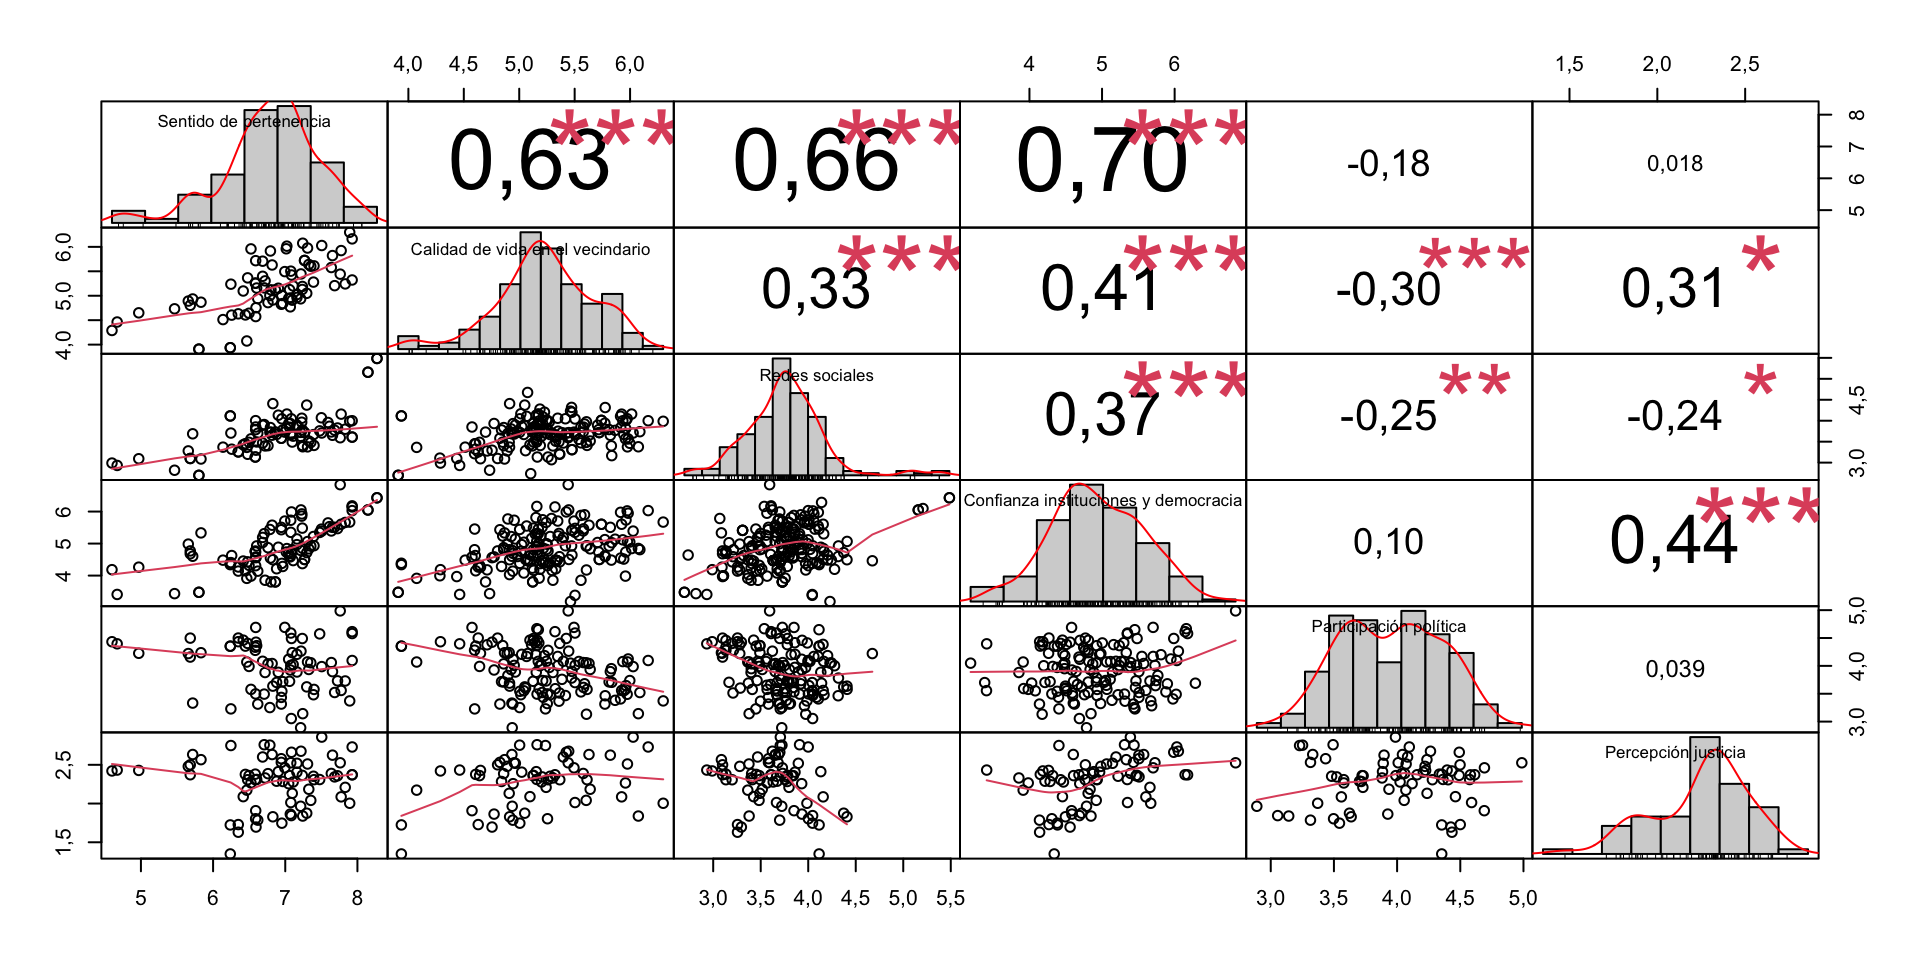 4,0 4,5 5,0 5,5 6,0 4 5 6 1,5 2,0 2,5
Sentido de pertenencia 0,63 *** 0,66 *** 0,70 *** -0,18 0,018 5 6 7 8
4,0 5,0 6,0 Calidad de vida en el vecindario 0,33 *** 0,41 *** -0,30 *** 0,31 *
Redes sociales 0,37 *** -0,25 ** -0,24 * 3,0 4,5
4 5 6 Confianza instituciones y democracia 0,10 0,44 ***
Participación política 0,039 3,0 4,0 5,0
1,5 2,5 Percepción justicia
5 6 7 8 3,0 3,5 4,0 4,5 5,0 5,5 3,0 3,5 4,0 4,5 5,0